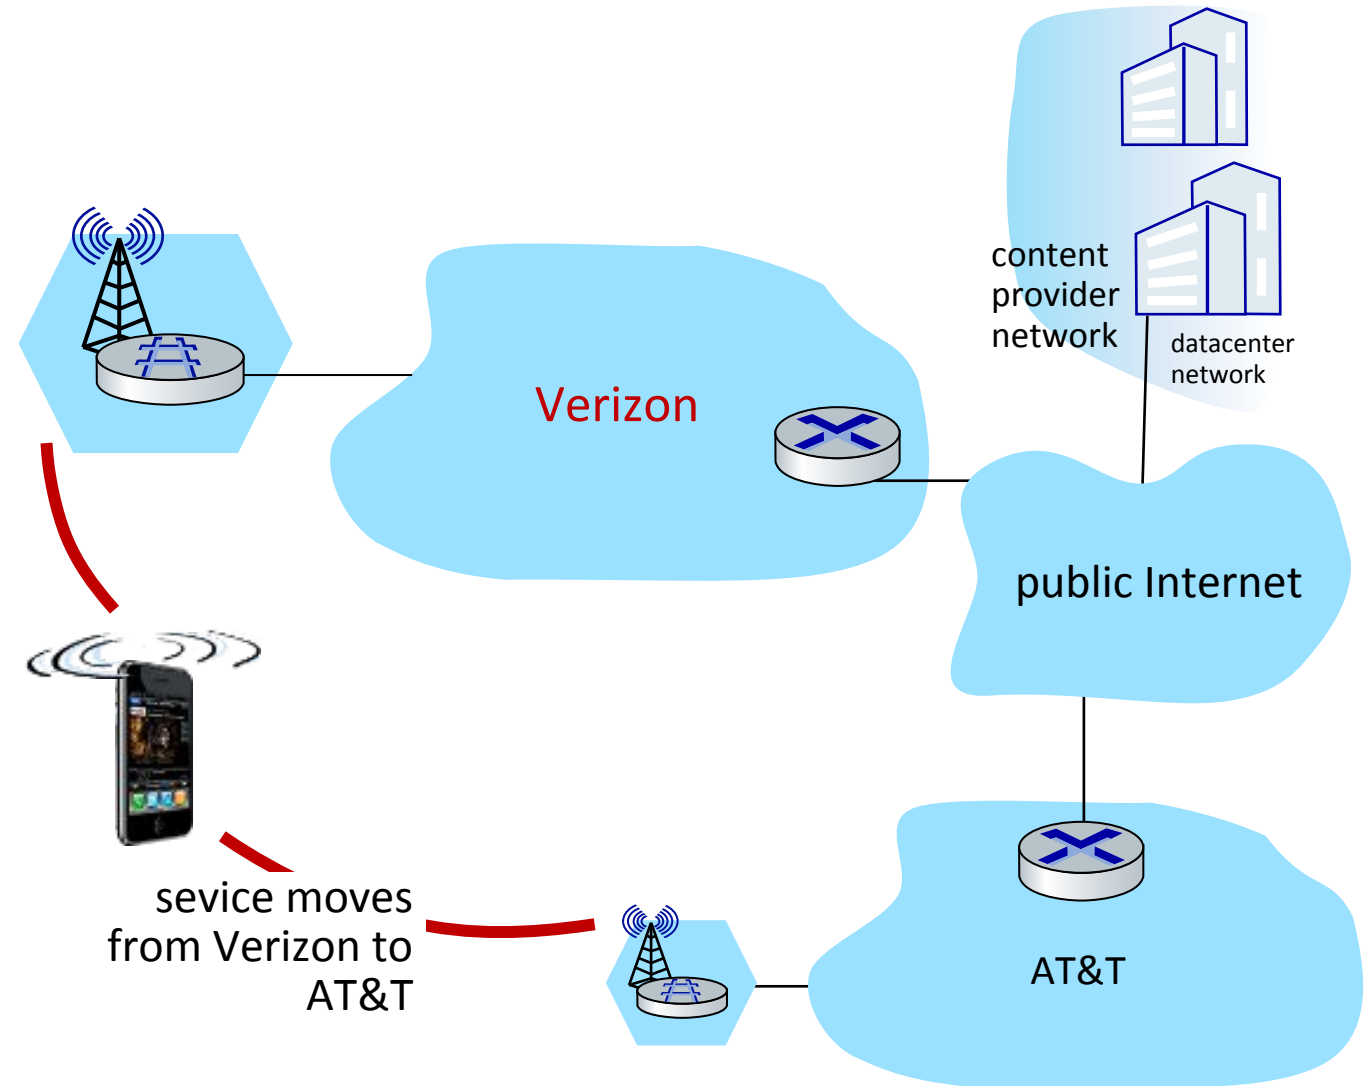 content
provider
network
datacenter
network
Verizon
public Internet
sevice moves
from Verizon to
AT&T
AT&T